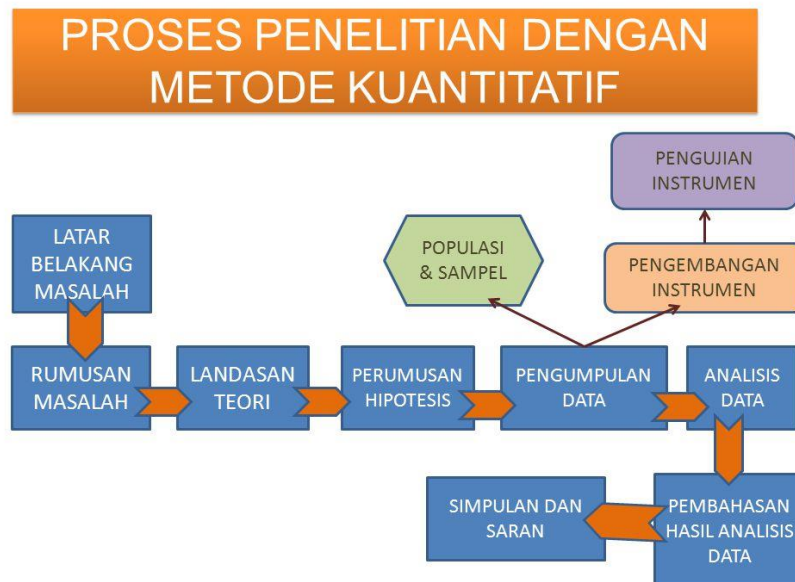 PROSES PENELITIAN DENGAN
METODE KUANTITATIF
PENGUJIAN
INSTRUMEN
LATAR
BELAKANG
MASALAH
POPULASI
& SAMPEL
PENGEMBANGAN
INSTRUMEN
RUMUSAN
MASALAH
LANDASAN
TEORI
PERUMUSAN
HIPOTESIS
PENGUMPULAN
DATA
ANALISIS
DATA
SIMPULAN DAN
SARAN
PEMBAHASAN
HASIL ANALISIS
DATA